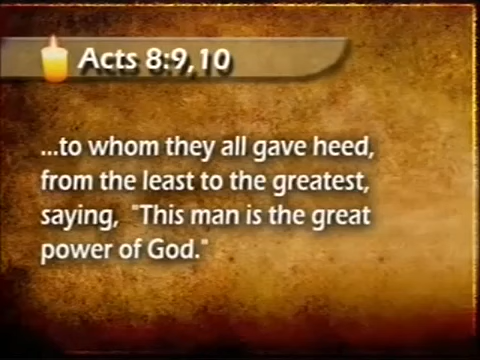 Acts 8:9,10
...to whom they all gave heed,
from the least to the greatest,
saying, "This man is the great
power of God."